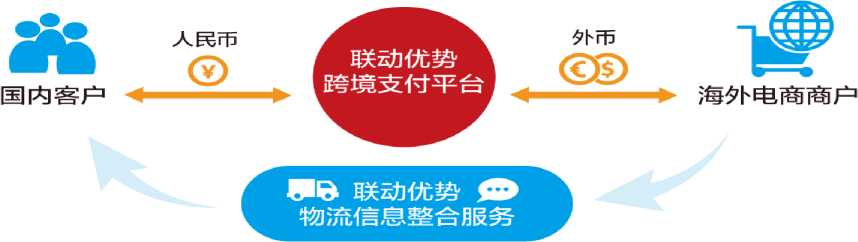 人民币
¥
联动优势
跨境支付平台
外币
€ $
国内客户
海外电商商户
联动优势
物流信息整合服务